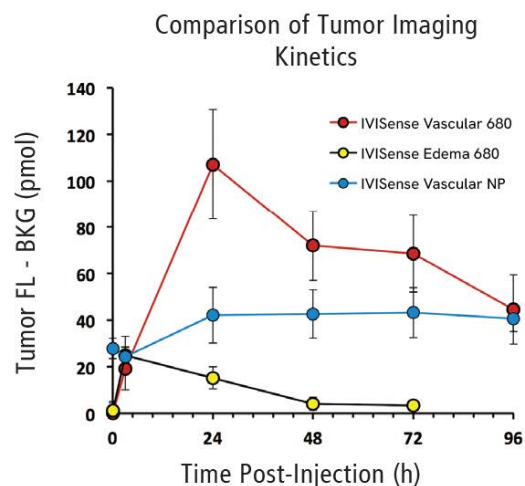 Comparison of Tumor Imaging
Kinetics
Tumor FL - BKG (pmol)
140
120
100
80
60
40
20
0
IVISense Vascular 680
IVISense Edema 680
IVISense Vascular NP
0 24 48 72 96
Time Post-Injection (h)